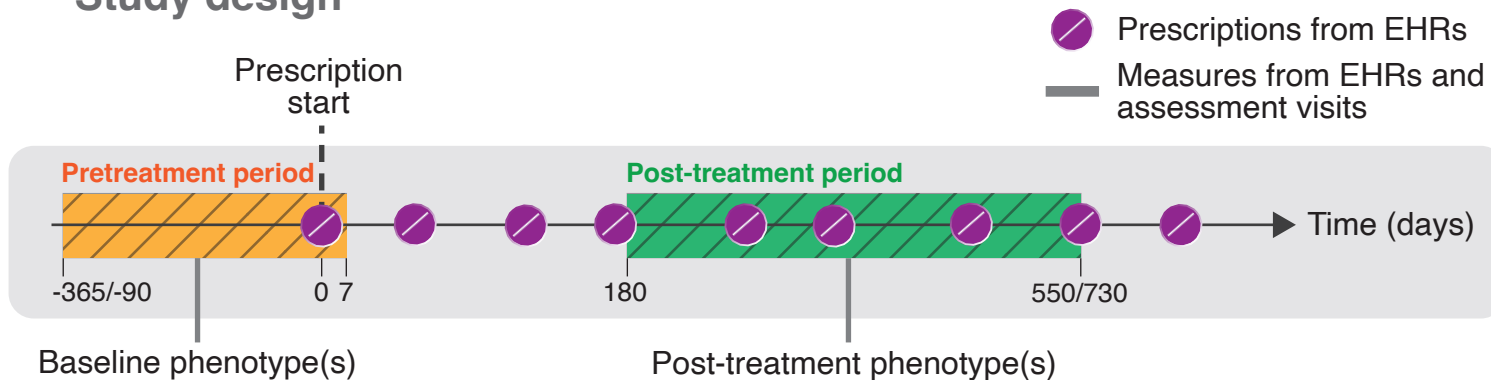 Study design
Prescriptions from EHRs
Measures from EHRs and
assessment visits
Prescription
start
Pretreatment period
Post-treatment period
Time (days)
-365/-90
0 7
180
550/730
Baseline phenotype(s)
Post-treatment phenotype(s)